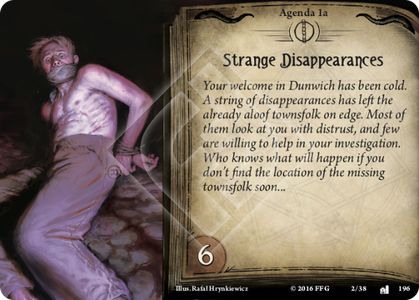 Agenda 1a
Strange Disappearances
Your welcome in Dunwich has been cold.
A string of disappearances has left the
already aloof townsfolk on edge. Most of
them look at you with distrust, and few
are willing to help in your investigation.
Who knows what will happen if you
don't find the location of the missing
townsfolk soon...
6
Illus. Rafał Hrynkiewicz
© 2016 FFG
2/38
196